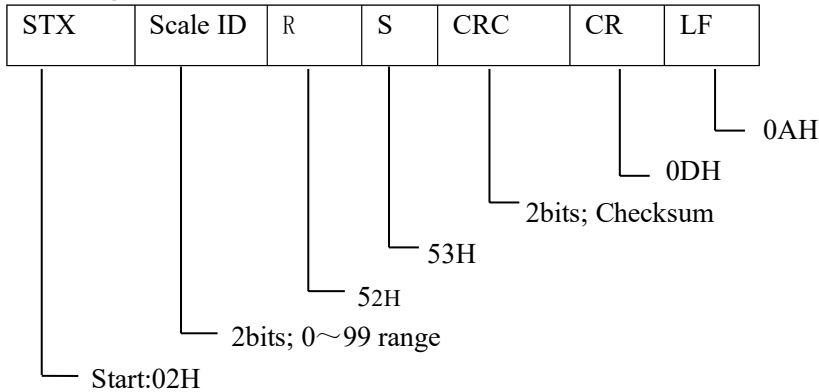 STX Scale ID R S CRC CR LF
0AH
0DH
2bits; Checksum
53H
52H
2bits; 0～99 range
Start:02H